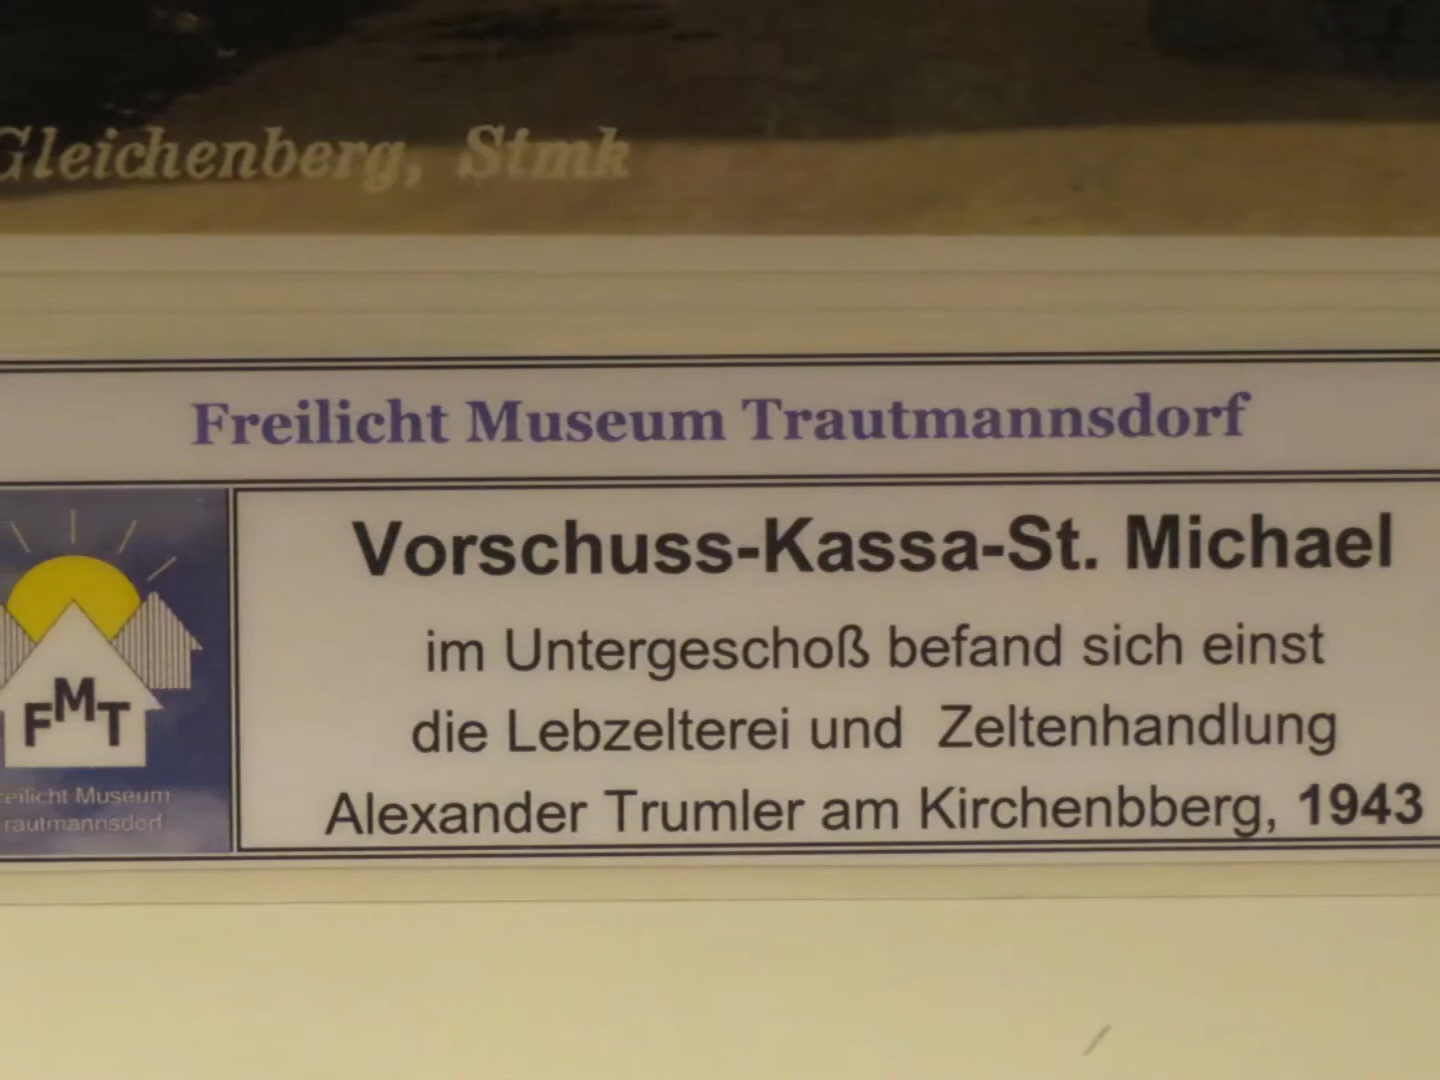 Gleichenberg, Stmk
Freilicht Museum Trautmannsdorf
Vorschuss-Kassa-St. Michael
im Untergeschoß befand sich einst
die Lebzelterei und Zeltenhandlung
Alexander Trumler am Kirchenbberg, 1943
FMT
reilicht Museum
rautmannsdorf